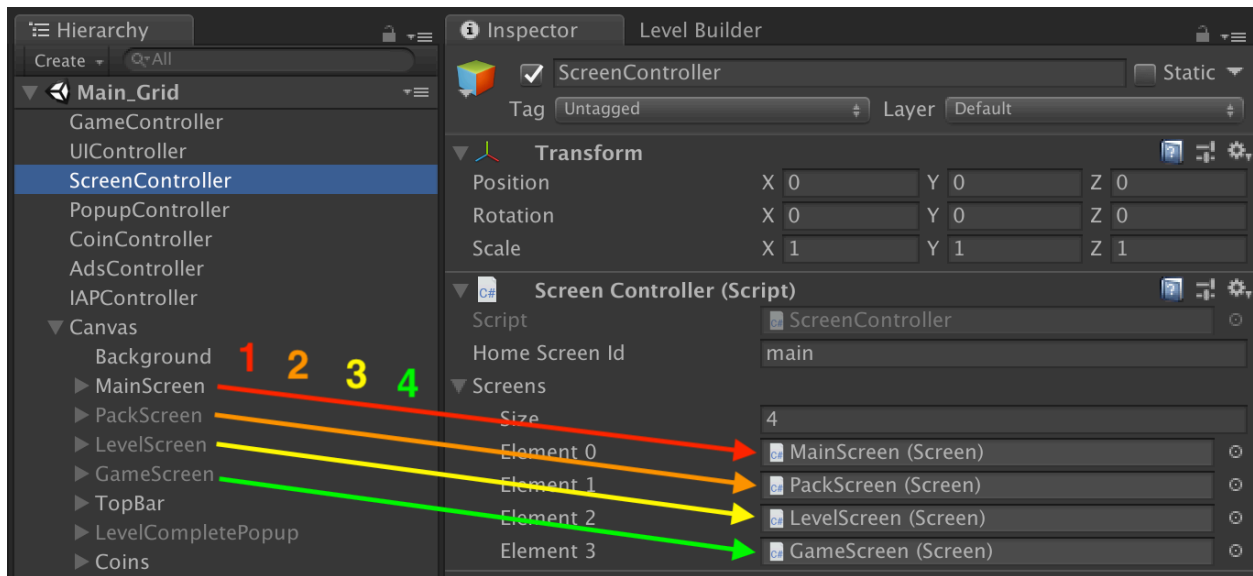 Hierarchy
Create
All
Main_Grid
GameController
UIController
ScreenController
PopupController
CoinController
AdsController
IAPController
Canvas
Background
MainScreen
PackScreen
LevelScreen
GameScreen
TopBar
LevelCompletePopup
Coins
1 2 3 4
Inspector Level Builder
ScreenController Static
Tag Untagged Layer Default
Transform
Position X 0 Y 0 Z 0
Rotation X 0 Y 0 Z 0
Scale X 1 Y 1 Z 1
C# Screen Controller (Script)
Script C# ScreenController
Home Screen Id main
Screens
Size 4
Element 0 C# MainScreen (Screen)
Element 1 C# PackScreen (Screen)
Element 2 C# LevelScreen (Screen)
Element 3 C# GameScreen (Screen)